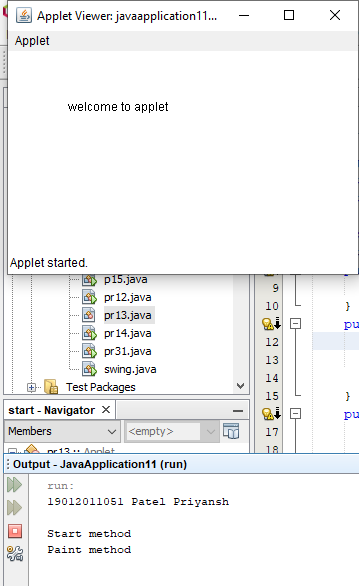 Applet Viewer: javaapplication11...
Applet
welcome to applet
Applet started.
p15.java
pr12.java
pr13.java
pr14.java
pr31.java
swing.java
Test Packages
9
10 }
pu
12
13
14
15 }
pu
17
18
start - Navigator
Members
<empty>
pr13 :: Applet
Output - JavaApplication11 (run)
run:
19012011051 Patel Priyansh
Start method
Paint method